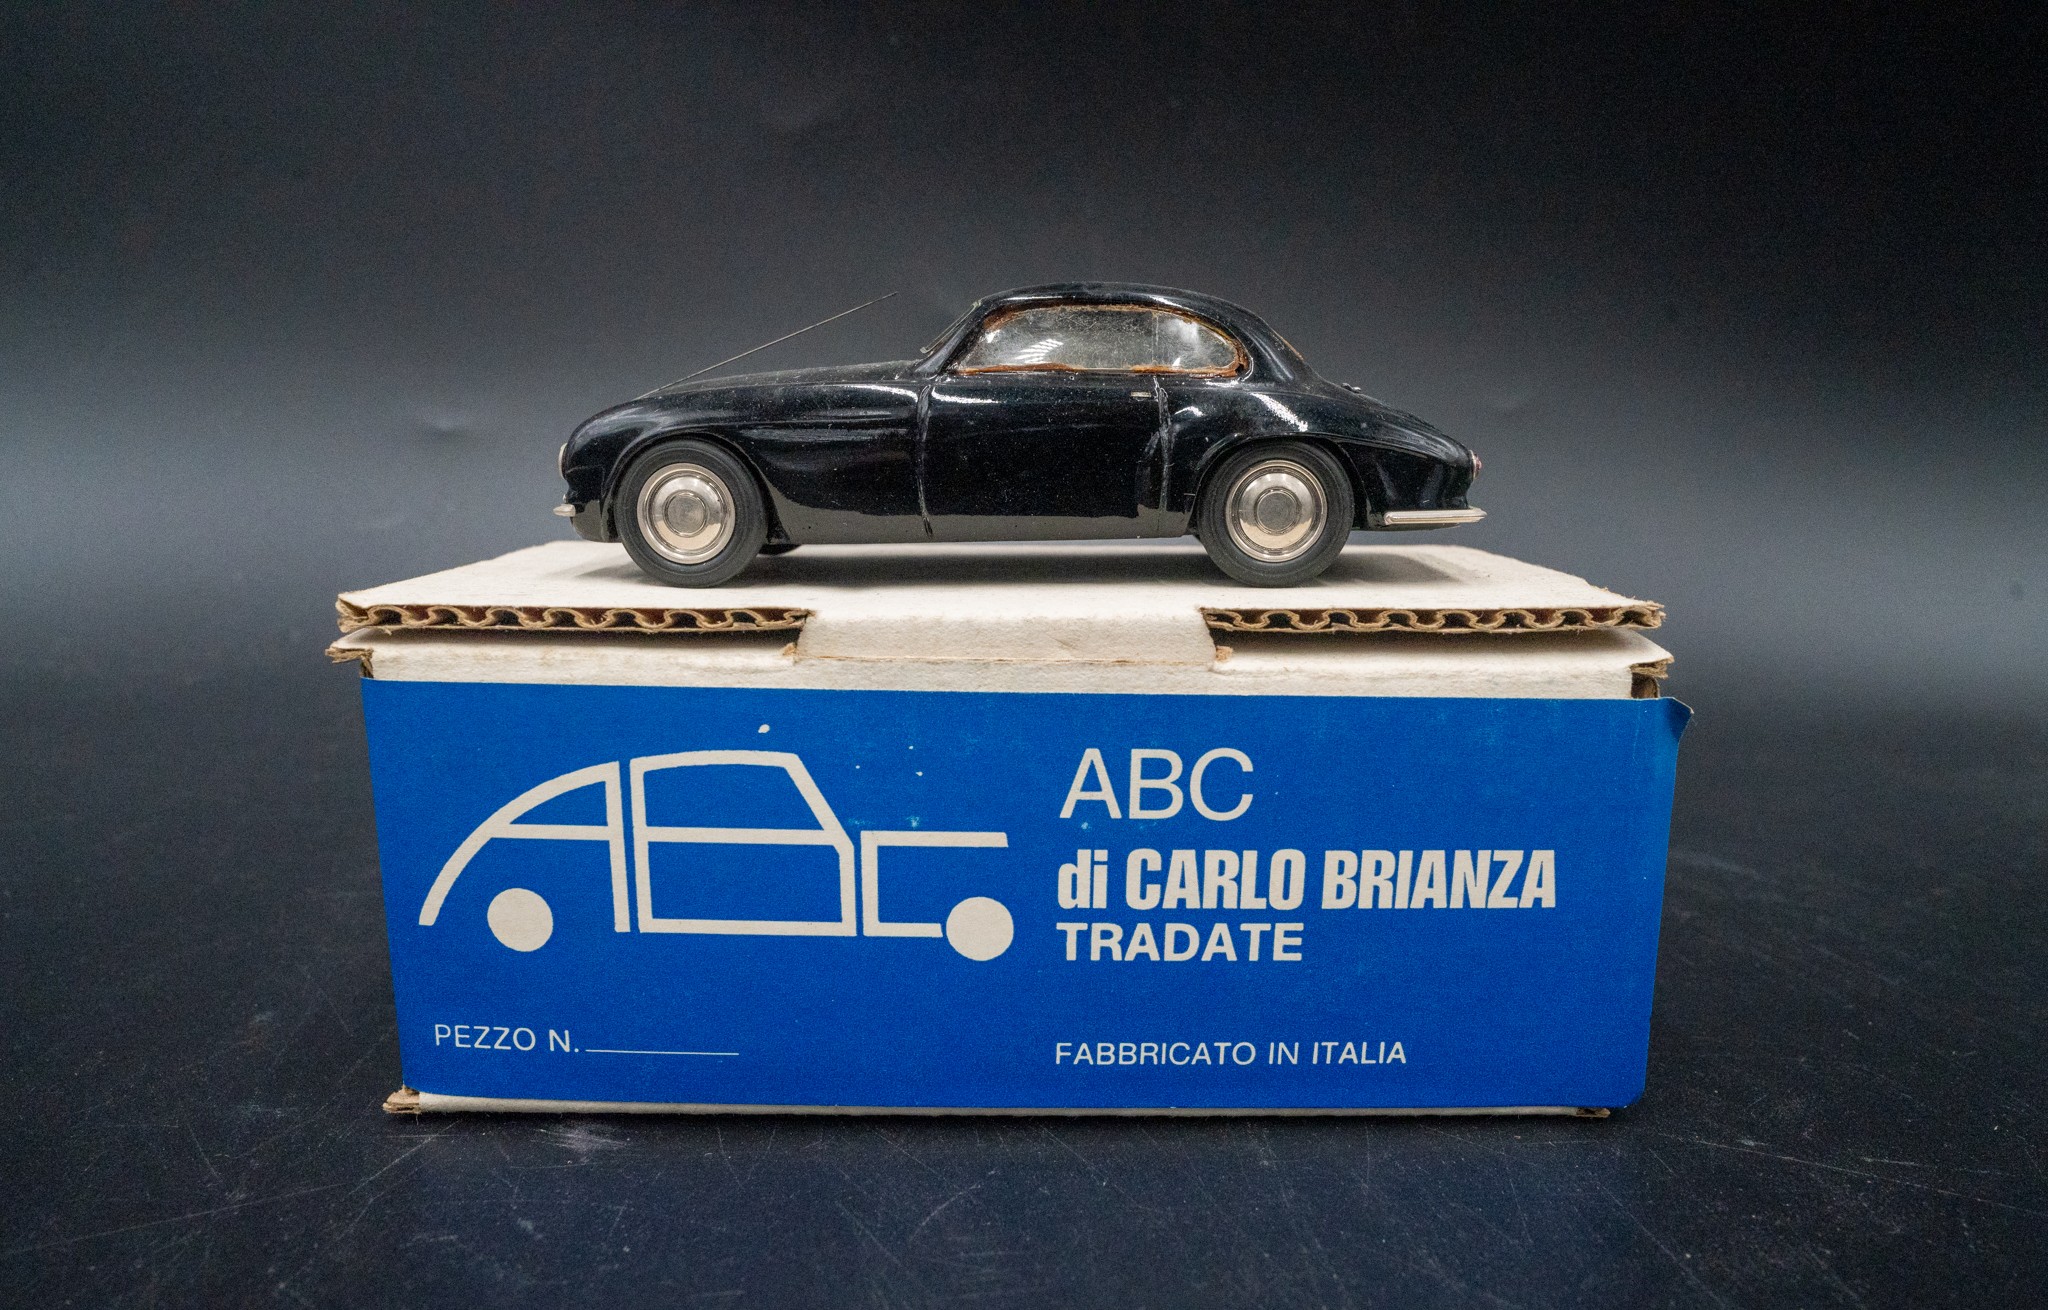 ABC
di CARLO BRIANZA
TRADATE
PEZZO N.
FABBRICATO IN ITALIA